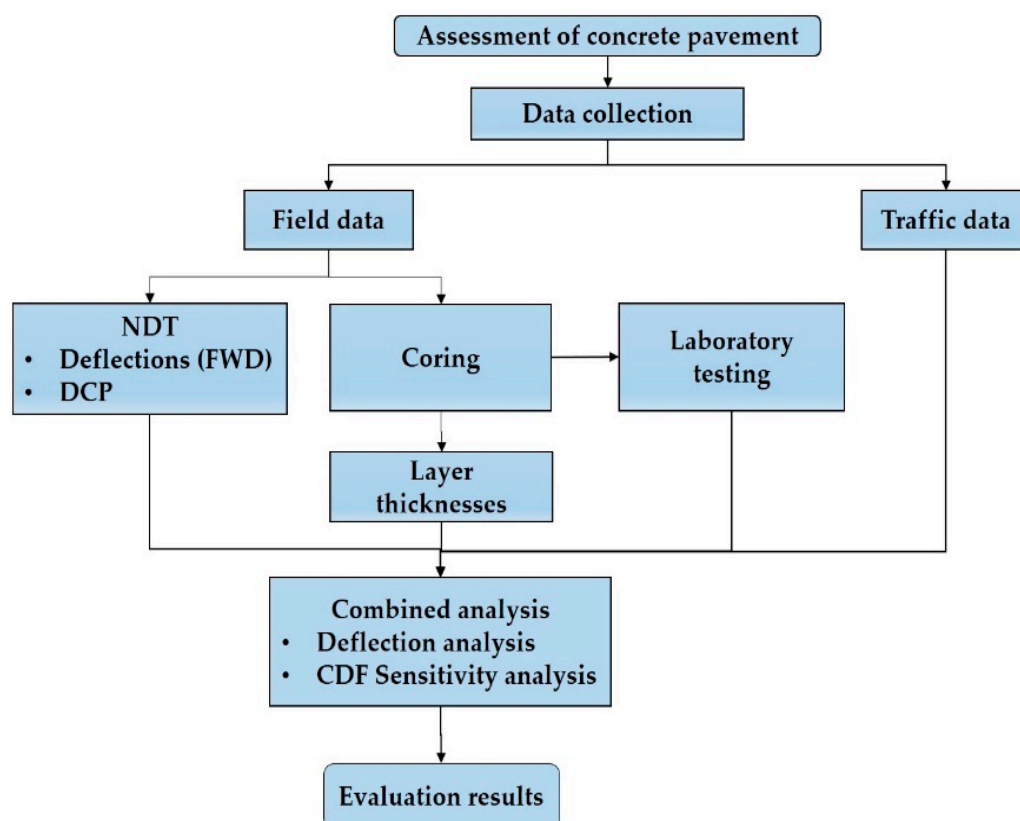 Assessment of concrete pavement
Data collection
Field data
Traffic data
NDT
• Deflections (FWD)
• DCP
Coring
Laboratory
testing
Layer
thicknesses
Combined analysis
• Deflection analysis
• CDF Sensitivity analysis
Evaluation results